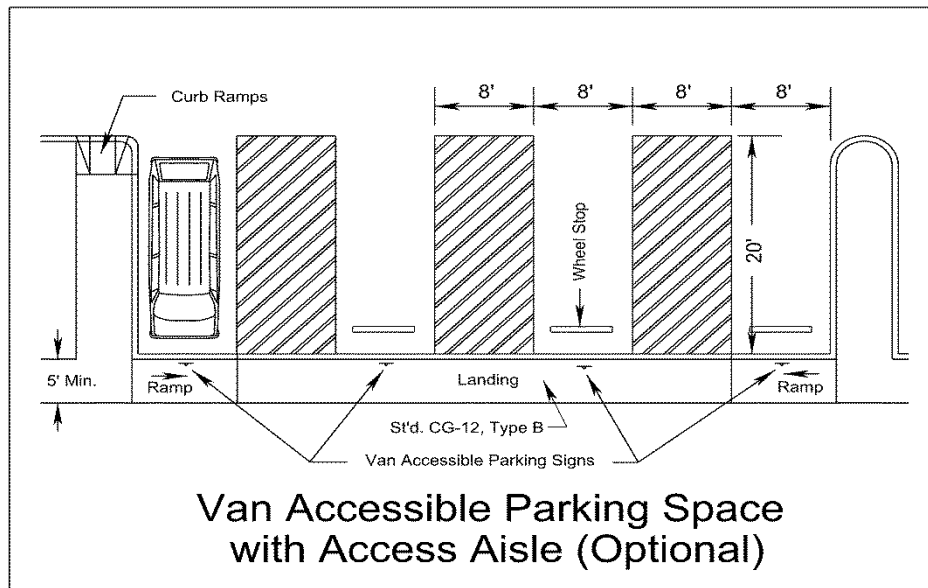 8' 8' 8' 8'
Curb Ramps
Wheel Stop
20'
5' Min.
Ramp Landing Ramp
St'd. CG-12, Type B
Van Accessible Parking Signs
Van Accessible Parking Space
with Access Aisle (Optional)